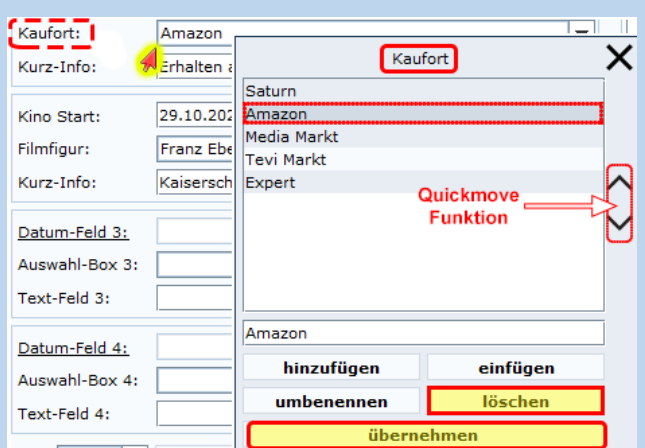 Kaufort:
Amazon
Kurz-Info:
Erhalten
Kino Start:
29.10.202
Filmfigur:
Franz Ebe
Kurz-Info:
Kaisersch
Datum-Feld 3:
Auswahl-Box 3:
Text-Feld 3:
Datum-Feld 4:
Auswahl-Box 4:
Text-Feld 4:
Kaufort
Saturn
Amazon
Media Markt
Tevi Markt
Expert
Quickmove
Funktion
Amazon
hinzufügen
einfügen
umbenennen
löschen
übernehmen